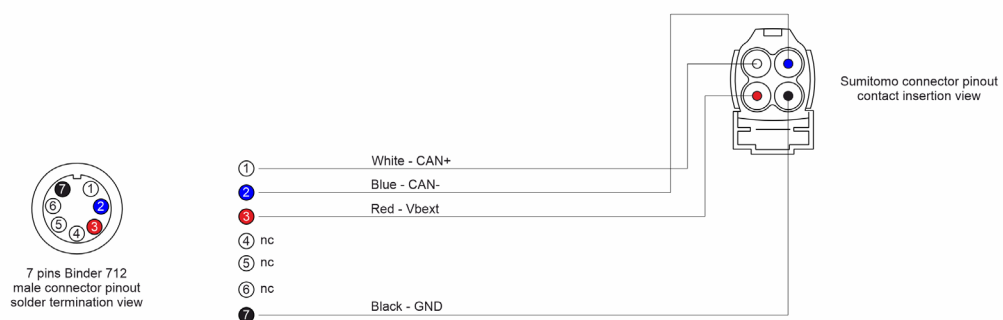 Sumitomo connector pinout
contact insertion view
1 White - CAN+
2 Blue - CAN-
3 Red - Vbext
4 nc
5 nc
6 nc
7 Black - GND
7 1
6 2
5 3
4
7 pins Binder 712
male connector pinout
solder termination view